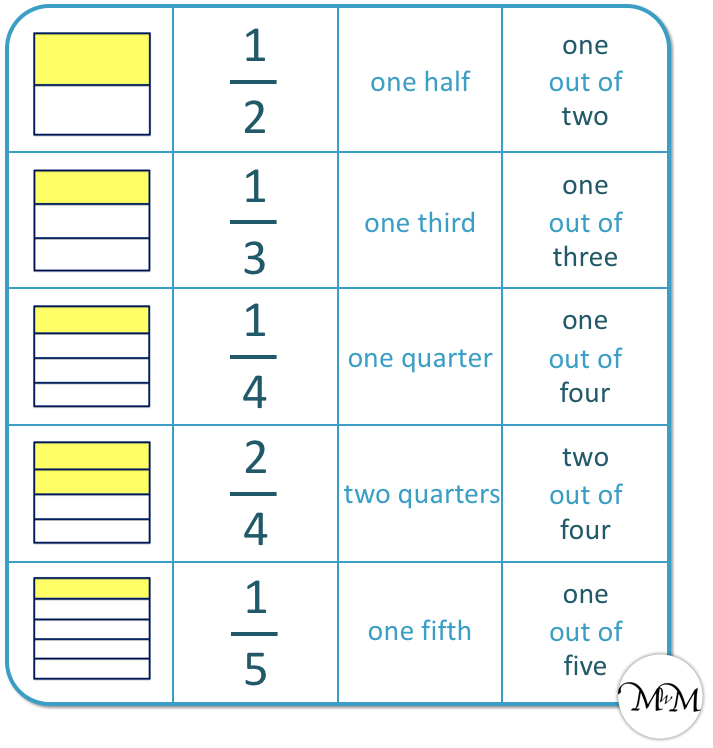 1
2
one half
one
out of
two
1
3
one third
one
out of
three
1
4
one quarter
one
out of
four
2
4
two quarters
two
out of
four
1
5
one fifth
one
out of
five
MwM